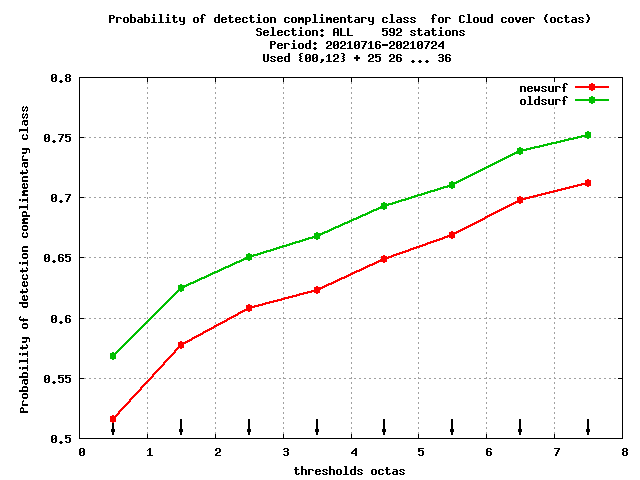 Probability of detection complimentary class  for Cloud cover (octas)
Selection: ALL    592 stations
Period: 20210716-20210724
Used {00,12} + 25 26 ... 36
newsurf
oldsurf
Probability of detection complimentary class
0.8
0.75
0.7
0.65
0.6
0.55
0.5
0 1 2 3 4 5 6 7 8
thresholds octas